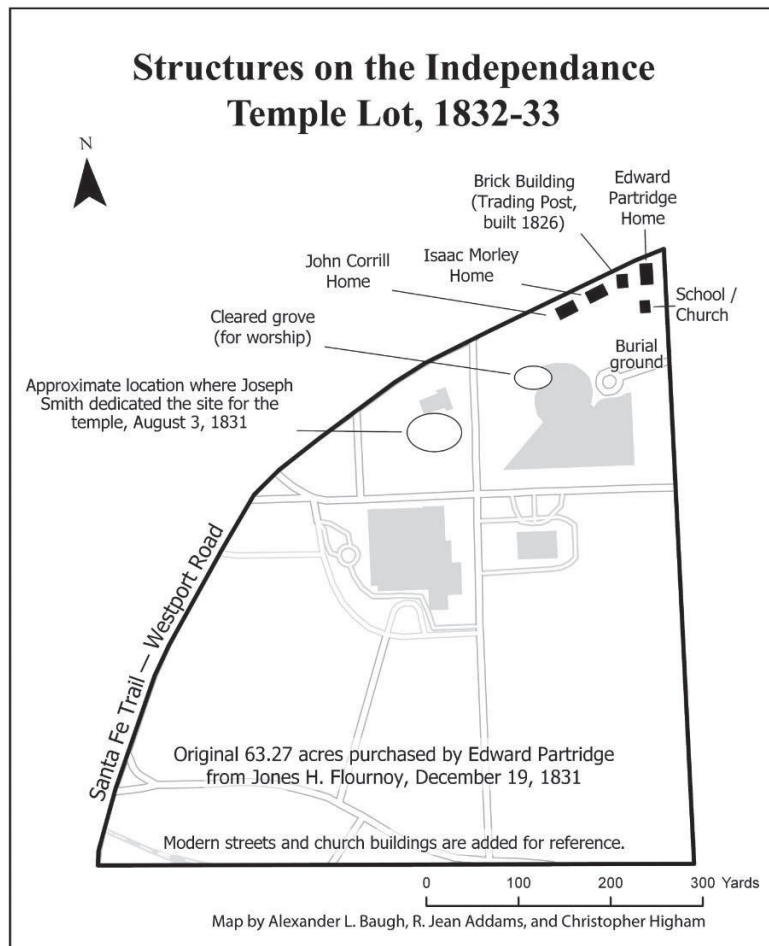 Structures on the Independance
Temple Lot, 1832-33
N
Brick Building
(Trading Post,
built 1826)
Edward
Partridge
Home
John Corrill
Home
Isaac Morley
Home
School /
Church
Cleared grove
(for worship)
Burial
ground
Approximate location where Joseph
Smith dedicated the site for the
temple, August 3, 1831
Santa Fe Trail — Westport Road
Original 63.27 acres purchased by Edward Partridge
from Jones H. Flournoy, December 19, 1831
Modern streets and church buildings are added for reference.
0 100 200 300 Yards
Map by Alexander L. Baugh, R. Jean Addams, and Christopher Higham